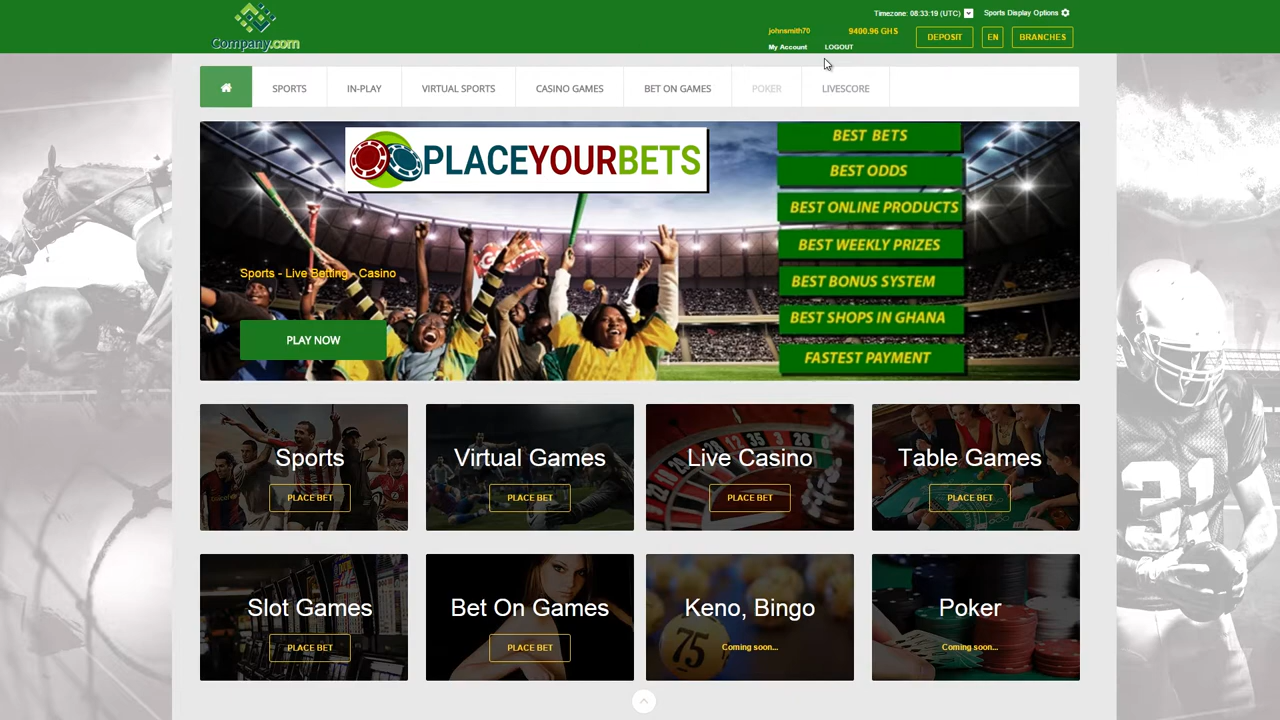 Timezone: 08:33:19 (UTC)
Sports Display Options
Company.com
johnsmith70
9400.96 GHS
My Account
LOGOUT
DEPOSIT
EN
BRANCHES
SPORTS
IN-PLAY
VIRTUAL SPORTS
CASINO GAMES
BET ON GAMES
POKER
LIVESCORE
PLACEYOURBETS
Sports - Live Betting - Casino
PLAY NOW
BEST BETS
BEST ODDS
BEST ONLINE PRODUCTS
BEST WEEKLY PRIZES
BEST BONUS SYSTEM
BEST SHOPS IN GHANA
FASTEST PAYMENT
Sports
PLACE BET
Virtual Games
PLACE BET
Live Casino
PLACE BET
Table Games
PLACE BET
Slot Games
PLACE BET
Bet On Games
PLACE BET
Keno, Bingo
75
Coming soon...
Poker
Coming soon...
31